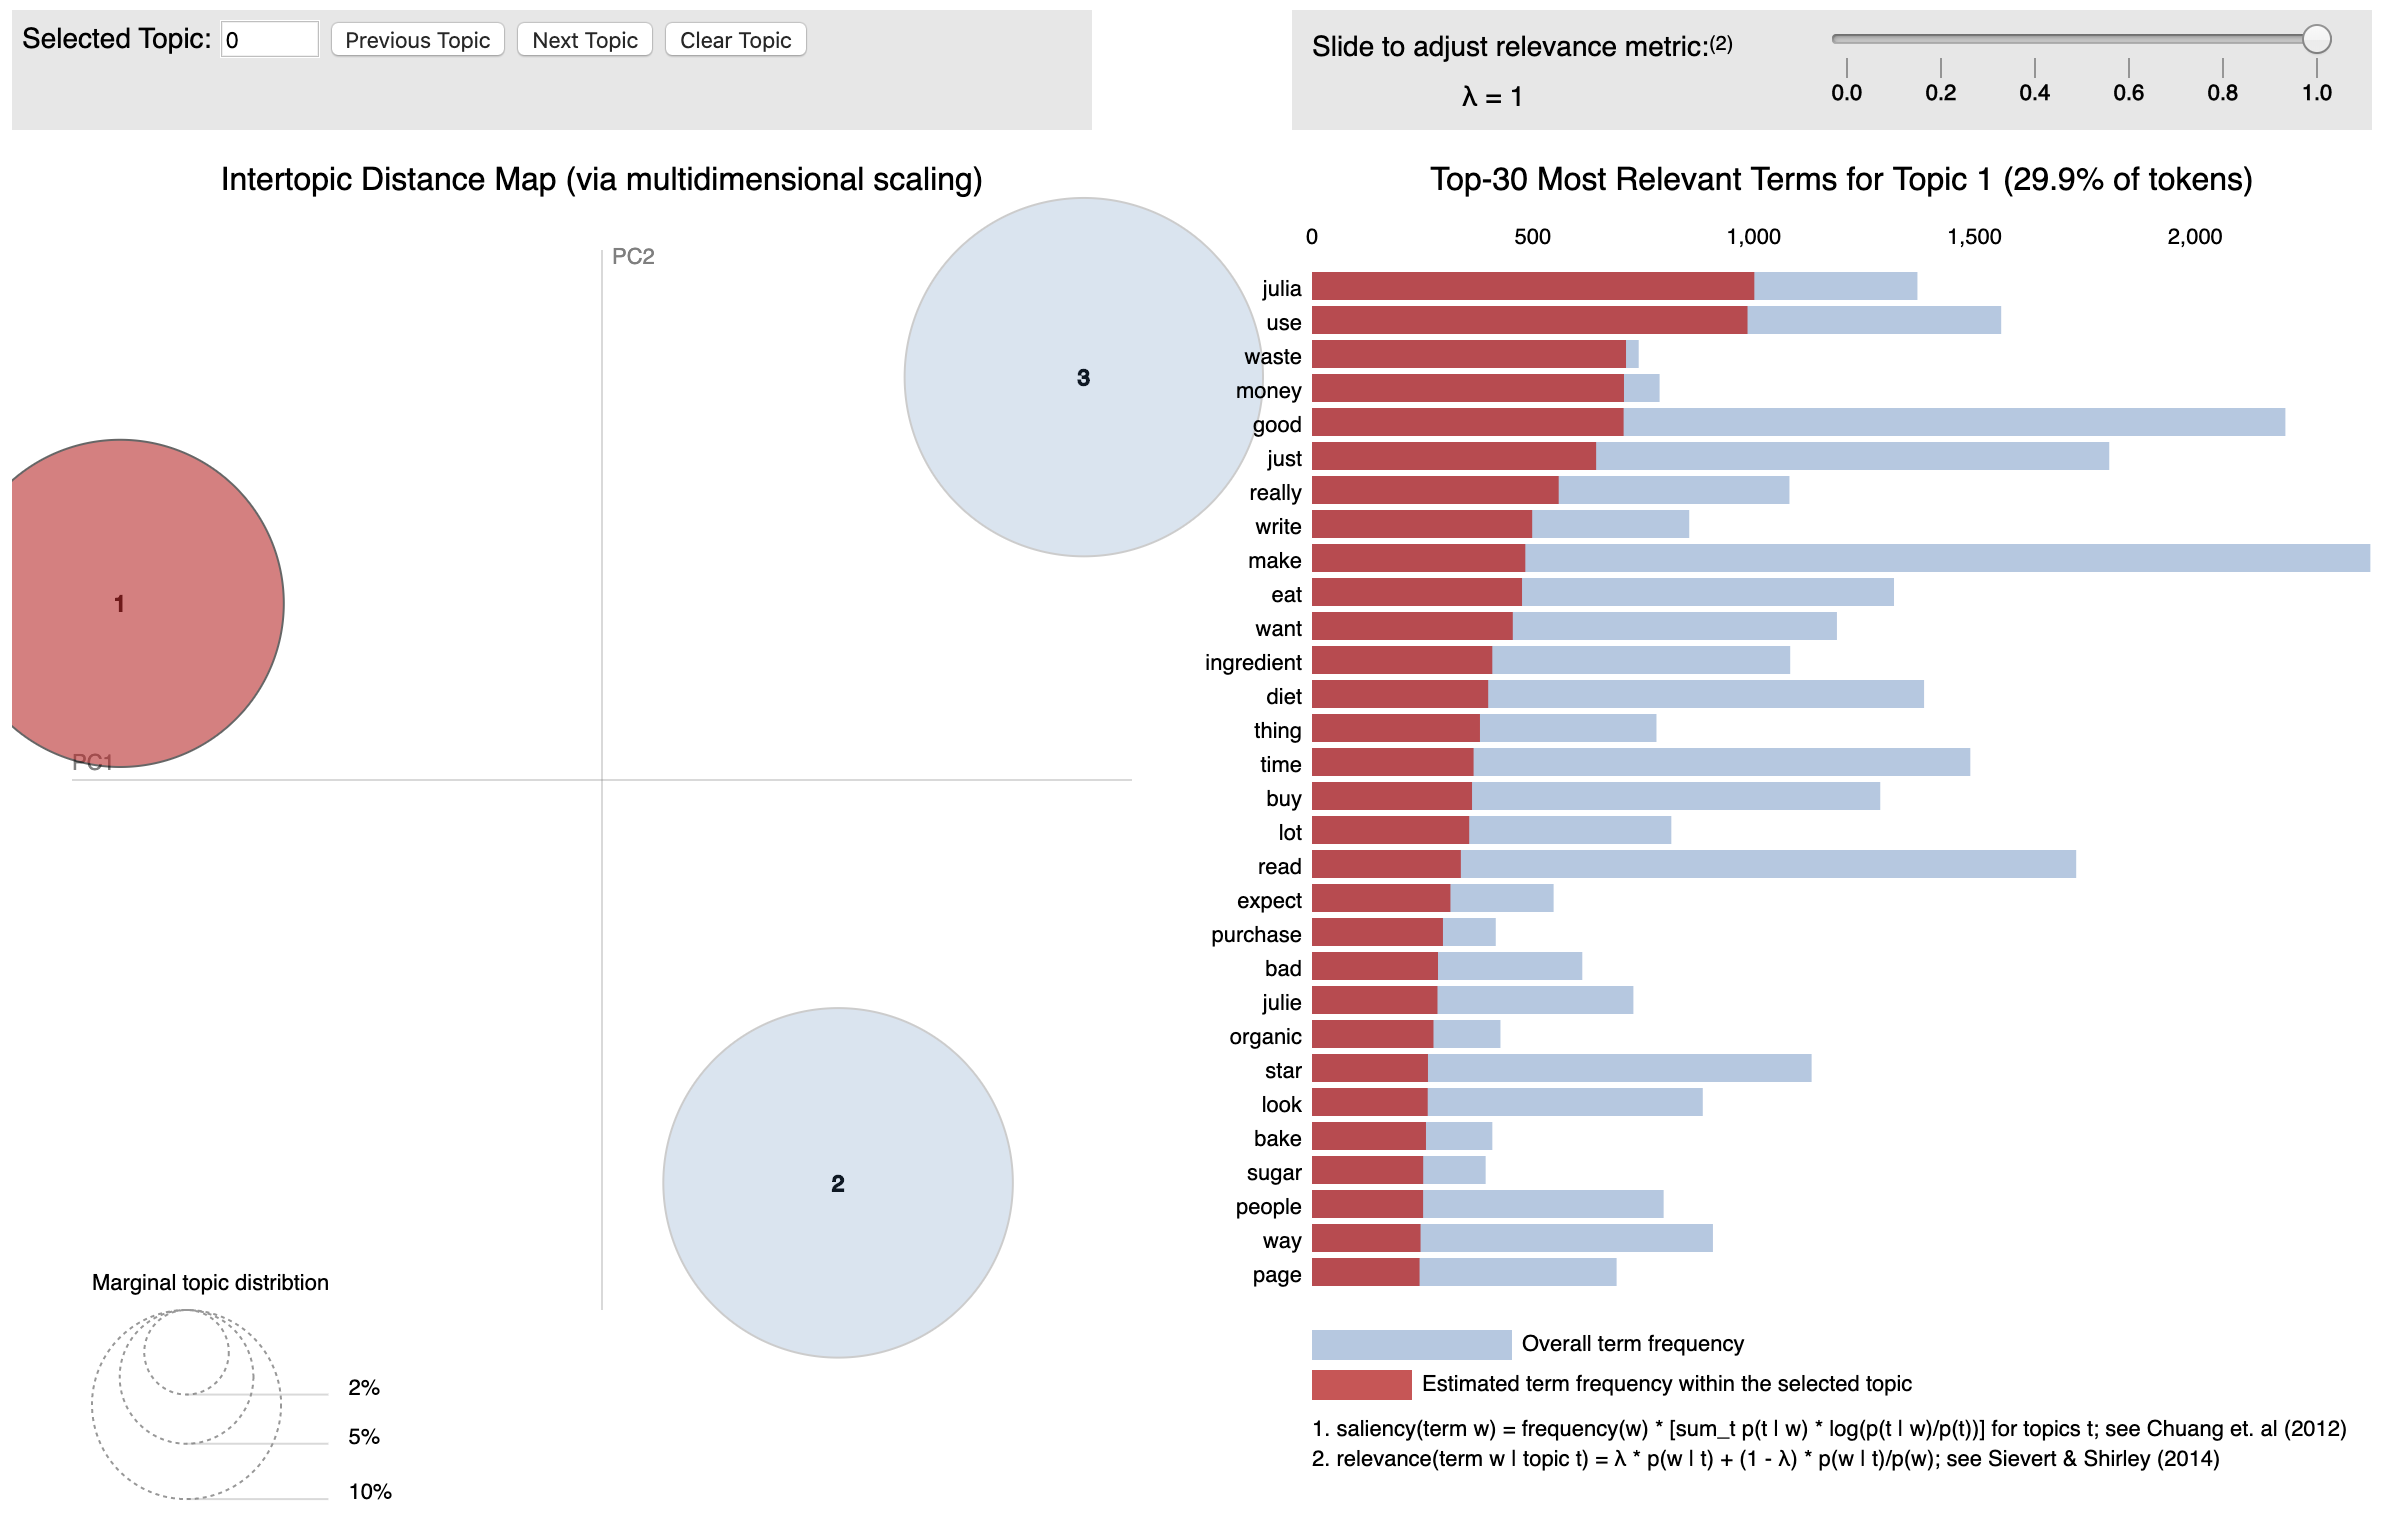 Selected Topic: 0 Previous Topic Next Topic Clear Topic
Slide to adjust relevance metric:(2)
λ = 1
0.0 0.2 0.4 0.6 0.8 1.0
Intertopic Distance Map (via multidimensional scaling)
PC2
3
1
PC1
2
Marginal topic distribtion
2%
5%
10%
Top-30 Most Relevant Terms for Topic 1 (29.9% of tokens)
0 500 1,000 1,500 2,000
julia
use
waste
money
good
just
really
write
make
eat
want
ingredient
diet
thing
time
buy
lot
read
expect
purchase
bad
julie
organic
star
look
bake
sugar
people
way
page
Overall term frequency
Estimated term frequency within the selected topic
1. saliency(term w) = frequency(w) * [sum_t p(t | w) * log(p(t | w)/p(t))] for topics t; see Chuang et. al (2012)
2. relevance(term w | topic t) = λ * p(w | t) + (1 - λ) * p(w | t)/p(w); see Sievert & Shirley (2014)